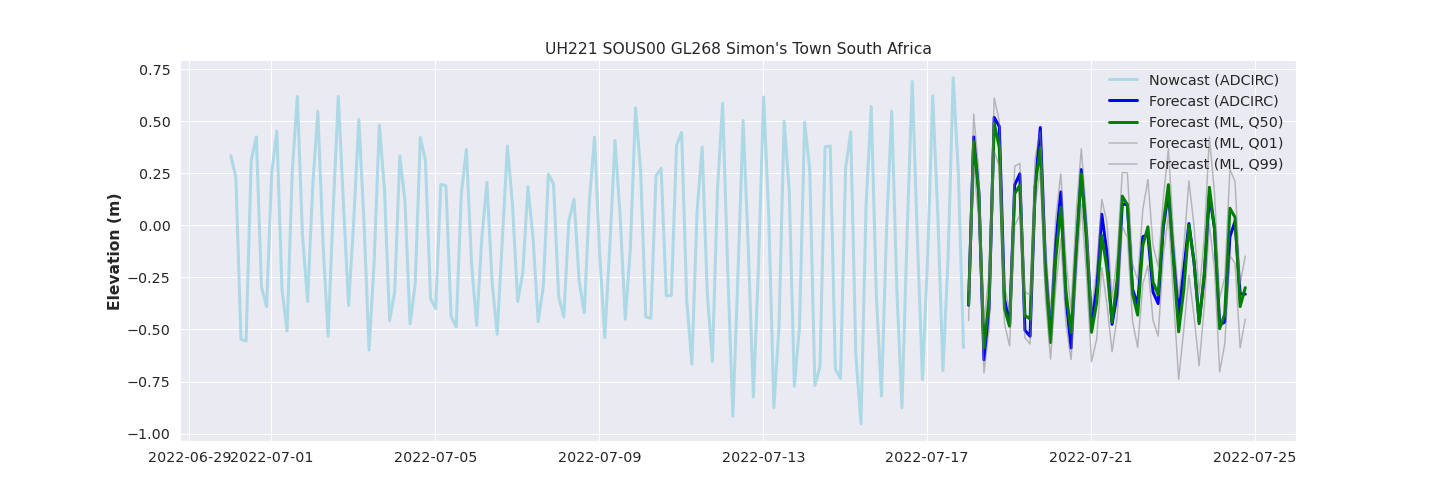 UH221 SOUS00 GL268 Simon's Town South Africa
Elevation (m)
0.75
0.50
0.25
0.00
−0.25
−0.50
−0.75
−1.00
Nowcast (ADCIRC)
Forecast (ADCIRC)
Forecast (ML, Q50)
Forecast (ML, Q01)
Forecast (ML, Q99)
2022-06-29 2022-07-01 2022-07-05 2022-07-09 2022-07-13 2022-07-17 2022-07-21 2022-07-25